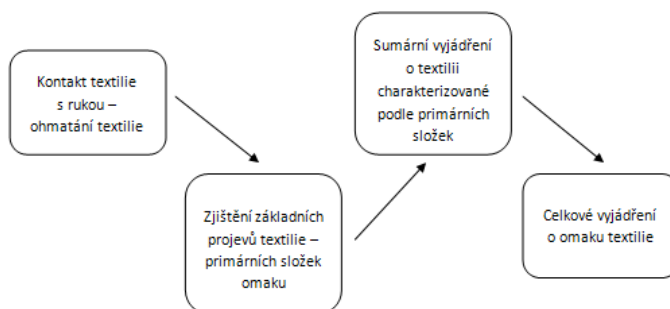 Kontakt textilie
s rukou –
ohmatání textilie
Zjištění základních
projevů textilie –
primárních složek
omaku
Sumární vyjádření
o textilii
charakterizované
podle primárních
složek
Celkové vyjádření
o omaku textilie